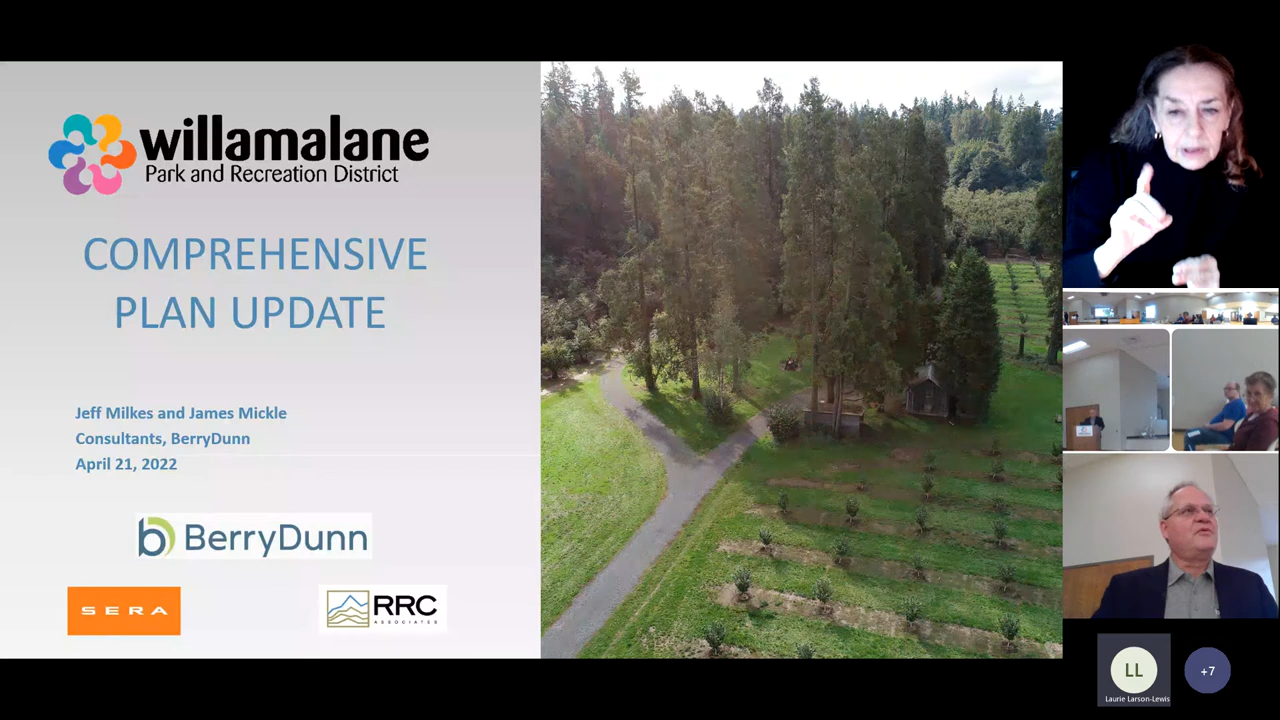 willamalane
Park and Recreation District
COMPREHENSIVE
PLAN UPDATE
Jeff Milkes and James Mickle
Consultants, BerryDunn
April 21, 2022
b BerryDunn
SERA
RRC
ASSOCIATES
LL
Laurie Larson-Lewis
+7